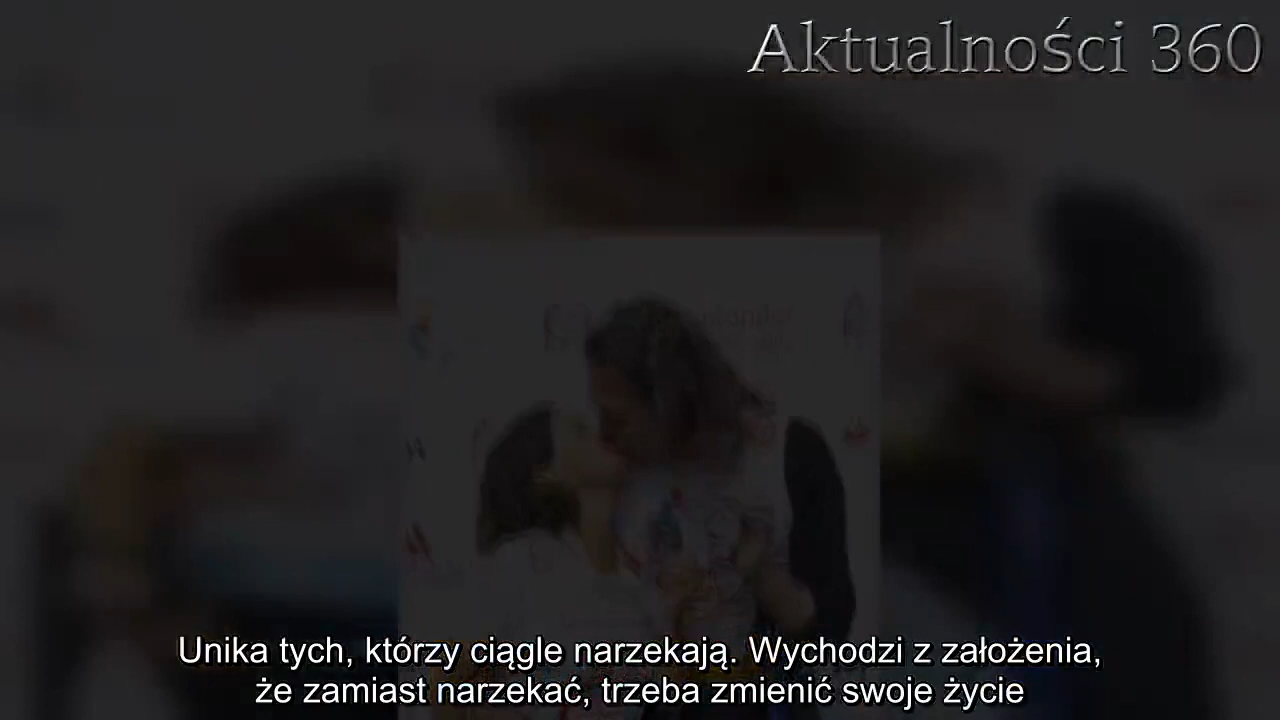 Aktualności 360
Unika tych, którzy ciągle narzekają. Wychodzi z założenia,
że zamiast narzekać, trzeba zmienić swoje życie